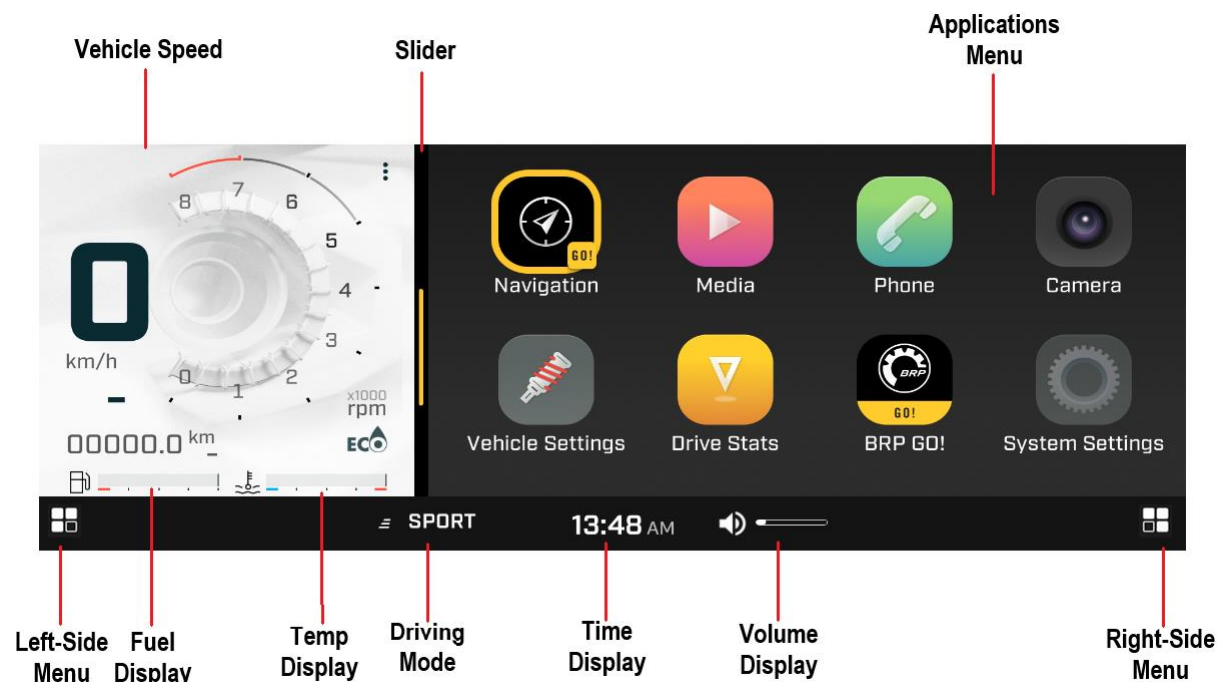 Vehicle Speed
Slider
Applications
Menu
8
7
6
5
4
3
2
1
0
0
km/h
-
x1000
rpm
00000.0 km
ECO
GO!
Navigation
Media
Phone
Camera
BRP
GO!
Vehicle Settings
Drive Stats
BRP GO!
System Settings
SPORT
13:48 AM
Left-Side
Menu
Fuel
Display
Temp
Display
Driving
Mode
Time
Display
Volume
Display
Right-Side
Menu